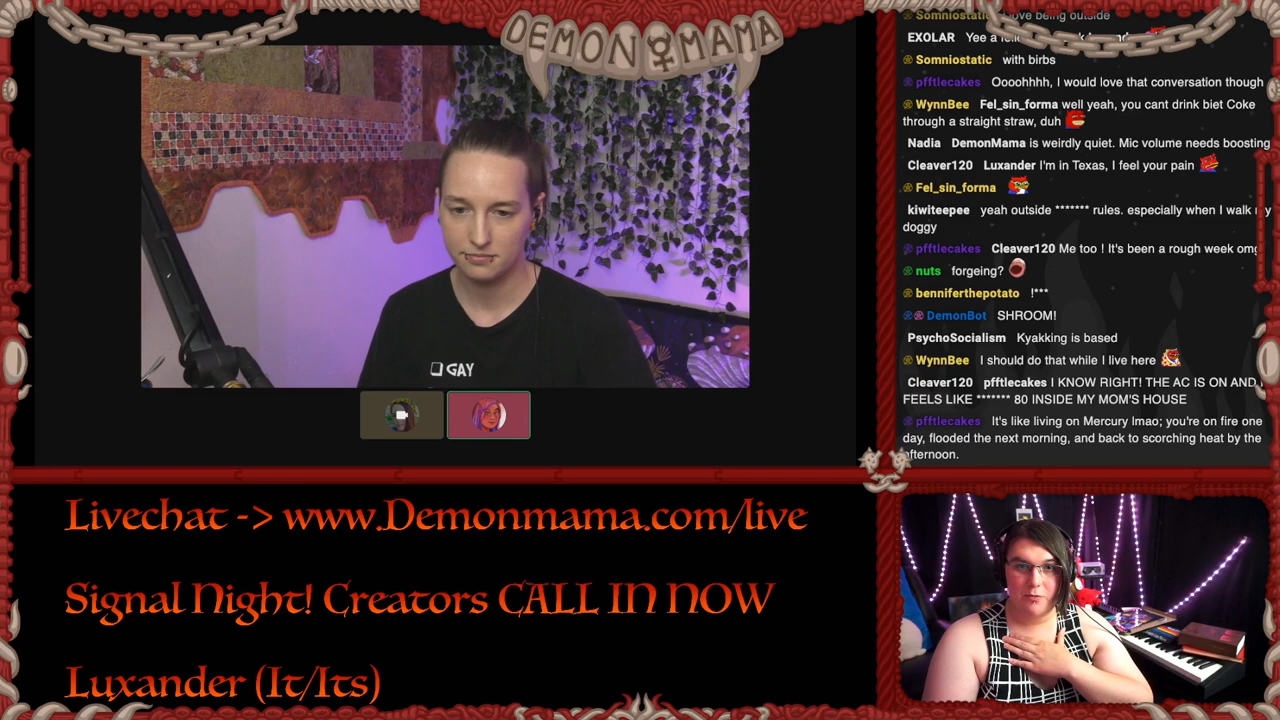 DEMON MAMA
Somniostatic love being outside
EXOLAR Yee a
Somniostatic with birbs
pfftlecakes Ooohhhh, I would love that conversation though
WynnBee Fel_sin_forma well yeah, you cant drink biet Coke
through a straight straw, duh
Nadia DemonMama is weirdly quiet. Mic volume needs boosting
Cleaver120 Luxander I'm in Texas, I feel your pain
Fel_sin_forma
kiwiteepee yeah outside ******* rules. especially when I walk my
doggy
pfftlecakes Cleaver120 Me too ! It's been a rough week omg
nuts forgeing?
benniferthepotato !***
DemonBot SHROOM!
PsychoSocialism Kyakking is based
WynnBee I should do that while I live here
Cleaver120 pfftlecakes I KNOW RIGHT! THE AC IS ON AND
FEELS LIKE ******* 80 INSIDE MY MOM'S HOUSE
pfftlecakes It's like living on Mercury lmao; you're on fire one
day, flooded the next morning, and back to scorching heat by the
afternoon.
GAY
Livechat -> www.Demonmama.com/live
Signal Night! Creators CALL IN NOW
Luxander (It/Its)